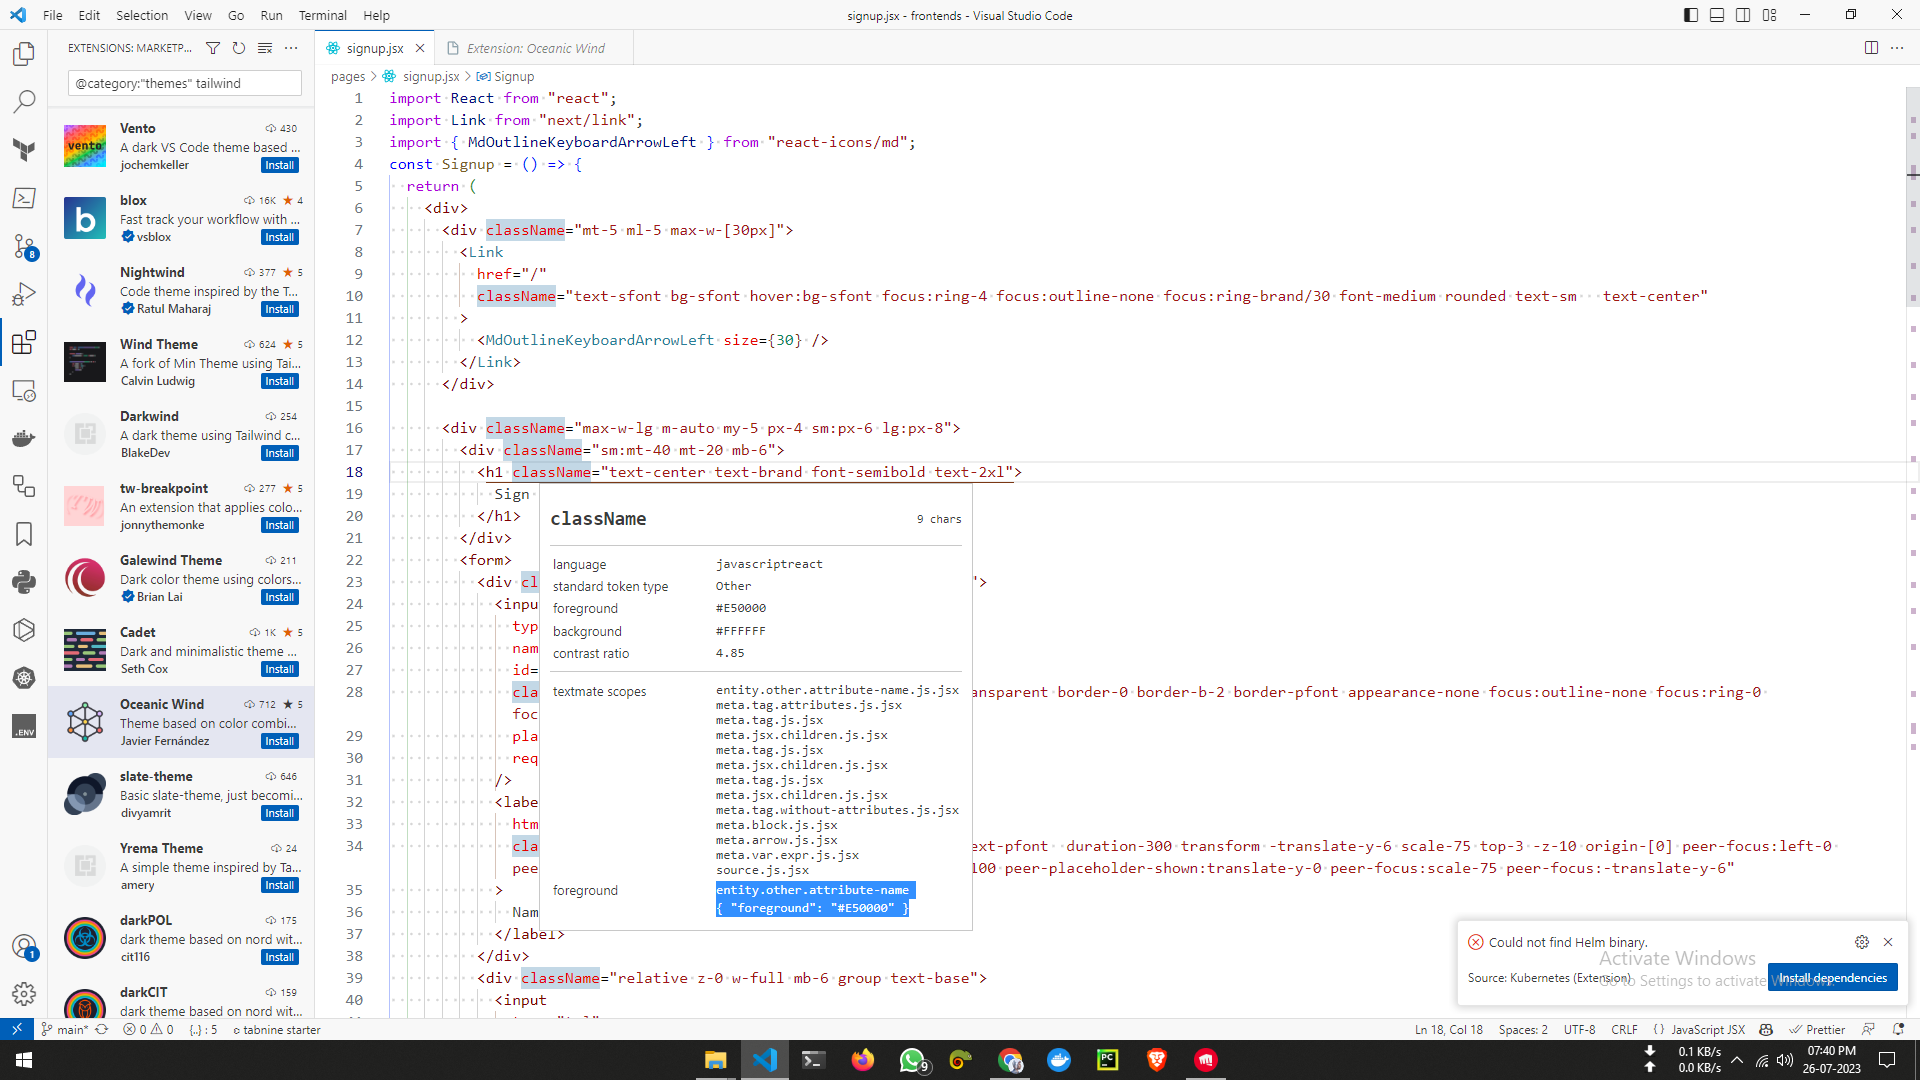 File Edit Selection View Go Run Terminal Help
signup.jsx - frontends - Visual Studio Code
EXTENSIONS: MARKETP...
@category:"themes" tailwind
Vento 430
A dark VS Code theme based ...
jochemkeller Install
blox 16K ★ 4
Fast track your workflow with ...
vsblox Install
Nightwind 377 ★ 5
Code theme inspired by the T...
Ratul Maharaj Install
Wind Theme 624 ★ 5
A fork of Min Theme using Tai...
Calvin Ludwig Install
Darkwind 254
A dark theme using Tailwind c...
BlakeDev Install
tw-breakpoint 277 ★ 5
An extension that applies colo...
jonnythemonke Install
Galewind Theme 211
Dark color theme using colors...
Brian Lai Install
Cadet 1K ★ 5
Dark and minimalistic theme ...
Seth Cox Install
Oceanic Wind 712 ★ 5
Theme based on color combi...
Javier Fernández Install
slate-theme 646
Basic slate-theme, just becomi...
divyamrit Install
Yrema Theme 24
A simple theme inspired by Ta...
amery Install
darkPOL 175
dark theme based on nord wit...
cit116 Install
darkCIT 159
dark theme based on nord wit...
signup.jsx Extension: Oceanic Wind
pages > signup.jsx > Signup
1 import React from "react";
2 import Link from "next/link";
3 import { MdOutlineKeyboardArrowLeft } from "react-icons/md";
4 const Signup = () => {
5 return (
6 <div>
7 <div className="mt-5 ml-5 max-w-[30px]">
8 <Link
9 href="/"
10 className="text-sfont bg-sfont hover:bg-sfont focus:ring-4 focus:outline-none focus:ring-brand/30 font-medium rounded text-sm   text-center"
11 >
12 <MdOutlineKeyboardArrowLeft size={30} />
13 </Link>
14 </div>
15
16 <div className="max-w-lg m-auto my-5 px-4 sm:px-6 lg:px-8">
17 <div className="sm:mt-40 mt-20 mb-6">
18 <h1 className="text-center text-brand font-semibold text-2xl">
19 Sign
20 </h1>
21 </div>
22 <form>
23 <div cl ">
24 <inpu
25 typ
26 nam
27 id=
28 cla ansparent border-0 border-b-2 border-pfont appearance-none focus:outline-none focus:ring-0
foc
29 pla
30 req
31 />
32 <labe
33 htm
34 cla ext-pfont  duration-300 transform -translate-y-6 scale-75 top-3 -z-10 origin-[0] peer-focus:left-0
pee 100 peer-placeholder-shown:translate-y-0 peer-focus:scale-75 peer-focus:-translate-y-6"
35 >
36 Nam
37 </label>
38 </div>
39 <div className="relative z-0 w-full mb-6 group text-base">
40 <input
className 9 chars
language javascriptreact
standard token type Other
foreground #E50000
background #FFFFFF
contrast ratio 4.85
textmate scopes entity.other.attribute-name.js.jsx
meta.tag.attributes.js.jsx
meta.tag.js.jsx
meta.jsx.children.js.jsx
meta.tag.js.jsx
meta.jsx.children.js.jsx
meta.tag.js.jsx
meta.jsx.children.js.jsx
meta.tag.without-attributes.js.jsx
meta.block.js.jsx
meta.arrow.js.jsx
meta.var.expr.js.jsx
source.js.jsx
foreground entity.other.attribute-name
{ "foreground": "#E50000" }
Could not find Helm binary.
Source: Kubernetes (Extension) Install dependencies
Activate Windows
Go to Settings to activate Windows.
8
.ENV
1
main* 0 0 {..} : 5 tabnine starter
Ln 18, Col 18 Spaces: 2 UTF-8 CRLF { } JavaScript JSX Prettier
9
PC
0.1 KB/s
0.0 KB/s
07:40 PM
26-07-2023